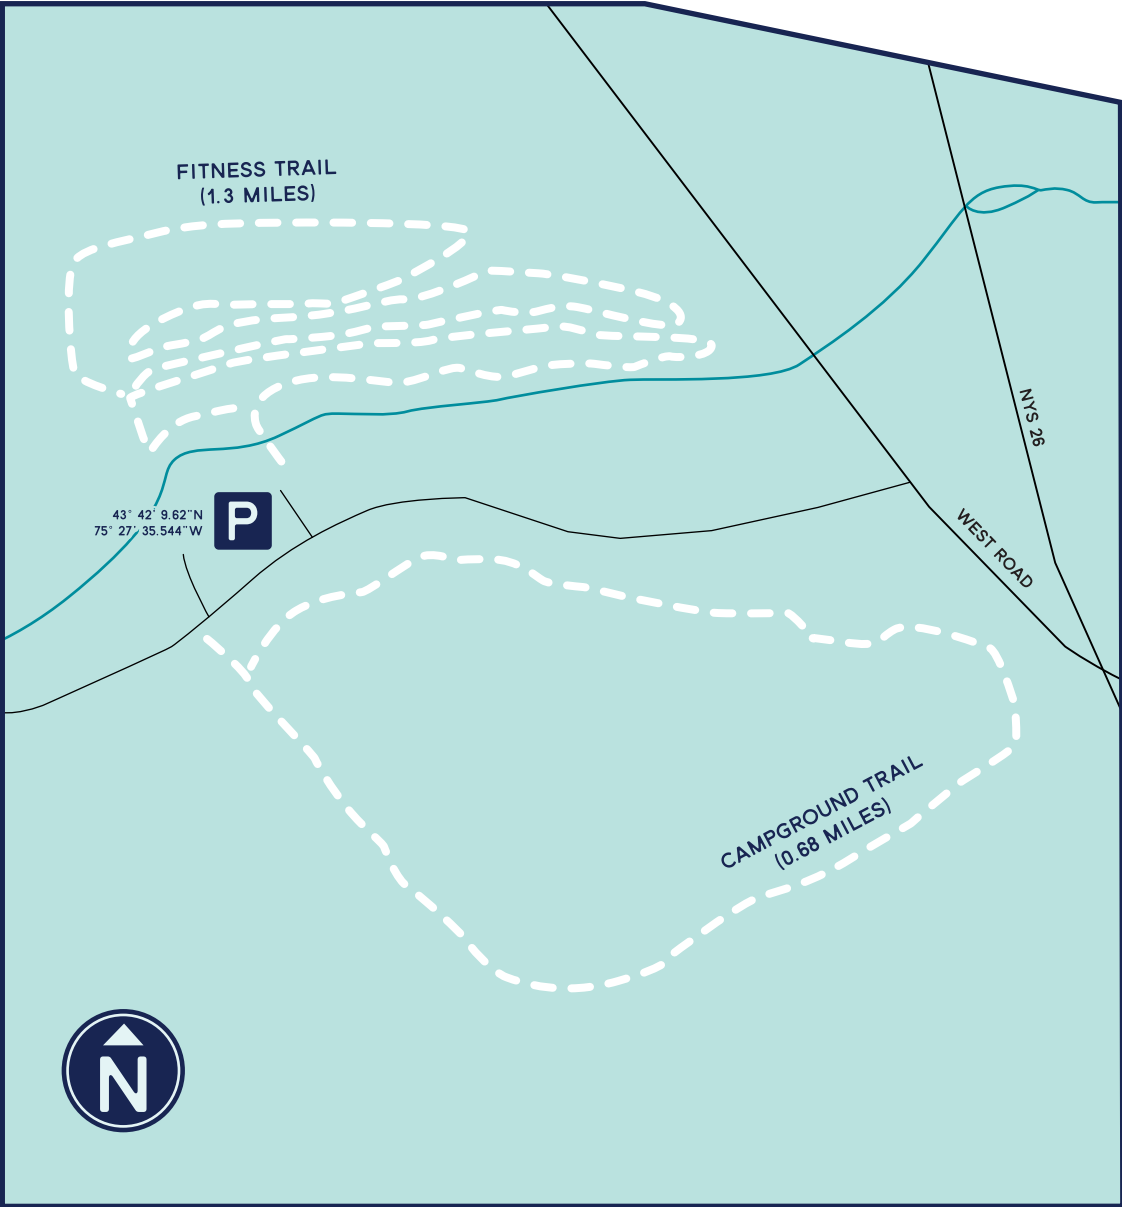 FITNESS TRAIL
(1.3 MILES)
NYS 26
43° 42' 9.62"N
75° 27' 35.544"W
P
WEST ROAD
CAMPGROUND TRAIL
(0.68 MILES)
N